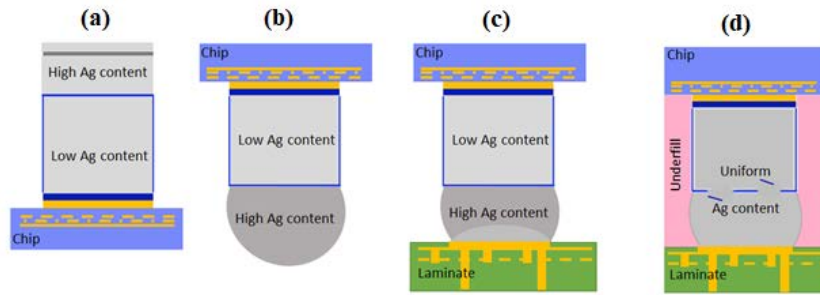 (a)
High Ag content
Low Ag content
Chip
(b)
Chip
Low Ag content
High Ag content
(c)
Chip
Low Ag content
High Ag content
Laminate
(d)
Chip
Underfill
Uniform
Ag content
Laminate